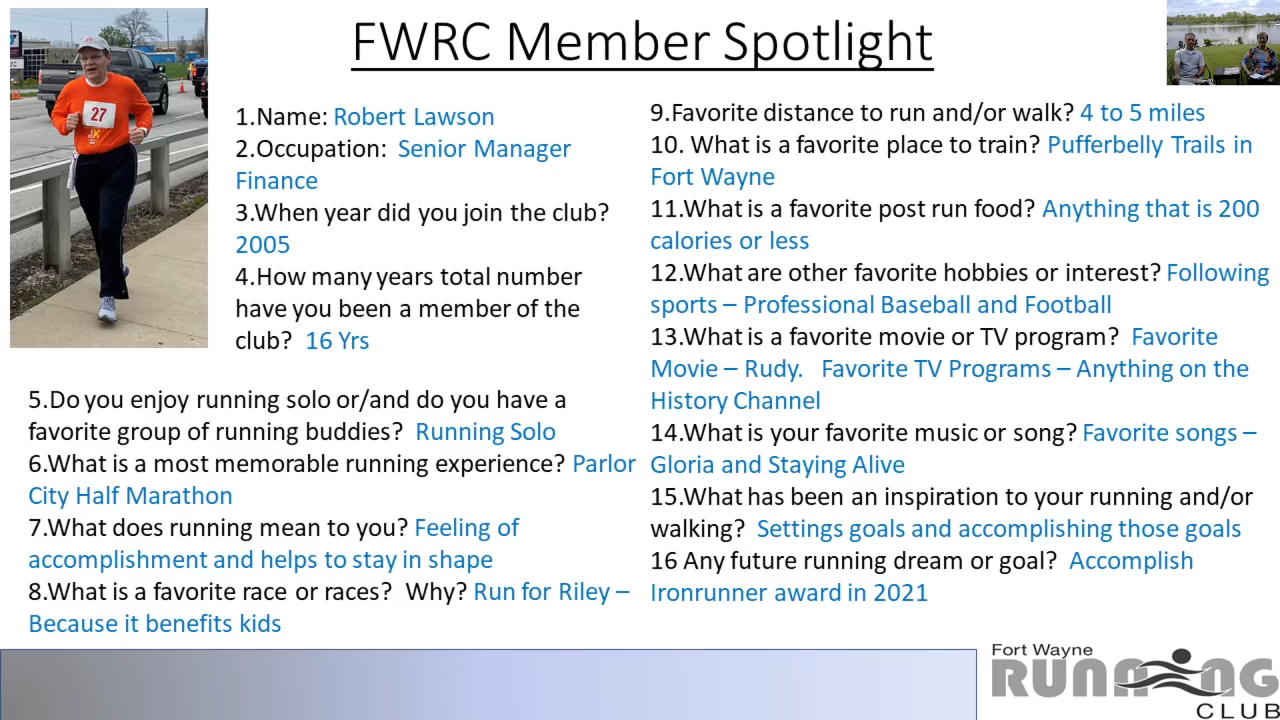 FWRC Member Spotlight
27
1.Name: Robert Lawson
2.Occupation: Senior Manager
Finance
3.When year did you join the club?
2005
4.How many years total number
have you been a member of the
club? 16 Yrs
5.Do you enjoy running solo or/and do you have a
favorite group of running buddies? Running Solo
6.What is a most memorable running experience? Parlor
City Half Marathon
7.What does running mean to you? Feeling of
accomplishment and helps to stay in shape
8.What is a favorite race or races? Why? Run for Riley –
Because it benefits kids
9.Favorite distance to run and/or walk? 4 to 5 miles
10. What is a favorite place to train? Pufferbelly Trails in
Fort Wayne
11.What is a favorite post run food? Anything that is 200
calories or less
12.What are other favorite hobbies or interest? Following
sports – Professional Baseball and Football
13.What is a favorite movie or TV program? Favorite
Movie – Rudy. Favorite TV Programs – Anything on the
History Channel
14.What is your favorite music or song? Favorite songs –
Gloria and Staying Alive
15.What has been an inspiration to your running and/or
walking? Settings goals and accomplishing those goals
16 Any future running dream or goal? Accomplish
Ironrunner award in 2021
Fort Wayne
RUNNING
CLUB